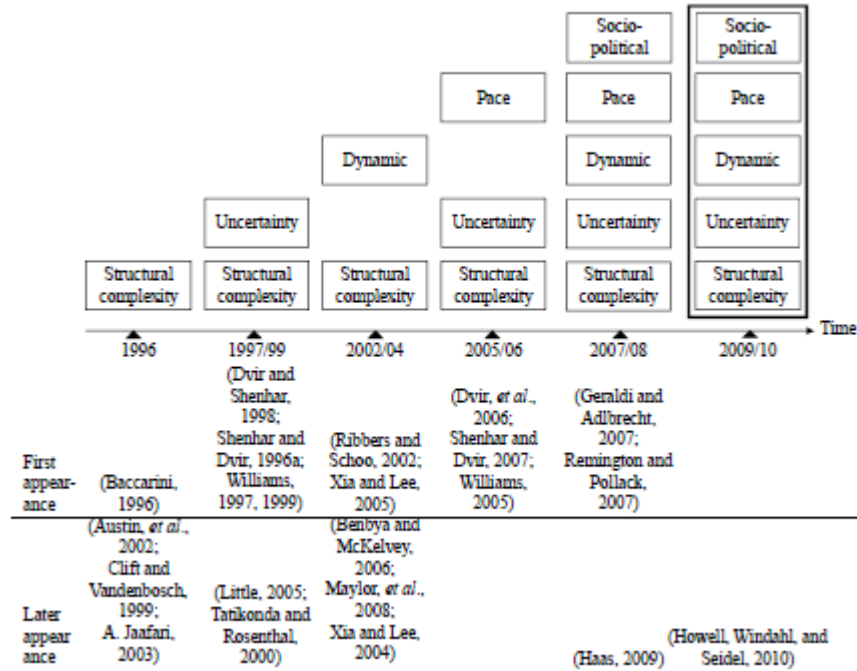 Socio-
political
Socio-
political
Pace
Pace
Pace
Dynamic
Dynamic
Dynamic
Uncertainty
Uncertainty
Uncertainty
Uncertainty
Structural
complexity
Structural
complexity
Structural
complexity
Structural
complexity
Structural
complexity
Structural
complexity
Time
1996
1997/99
2002/04
2005/06
2007/08
2009/10
First
appear-
ance
(Baccarini,
1996)
(Dvir and
Shenhar,
1998;
Shenhar and
Dvir, 1996a;
Williams,
1997, 1999)
(Ribbers and
Schoo, 2002;
Xia and Lee,
2005)
(Dvir, et al.,
2006;
Shenhar and
Dvir, 2007;
Williams,
2005)
(Geraldi and
Adlbrecht,
2007;
Remington and
Pollack,
2007)
Later
appear
ance
(Austin, et al.,
2002;
Clift and
Vandenbosch,
1999;
A. Jaafari,
2003)
(Little, 2005;
Tatikonda and
Rosenthal,
2000)
(Benbya and
McKelvey,
2006;
Maylor, et al.,
2008;
Xia and Lee,
2004)
(Haas, 2009)
(Howell, Windahl, and
Seidel, 2010)